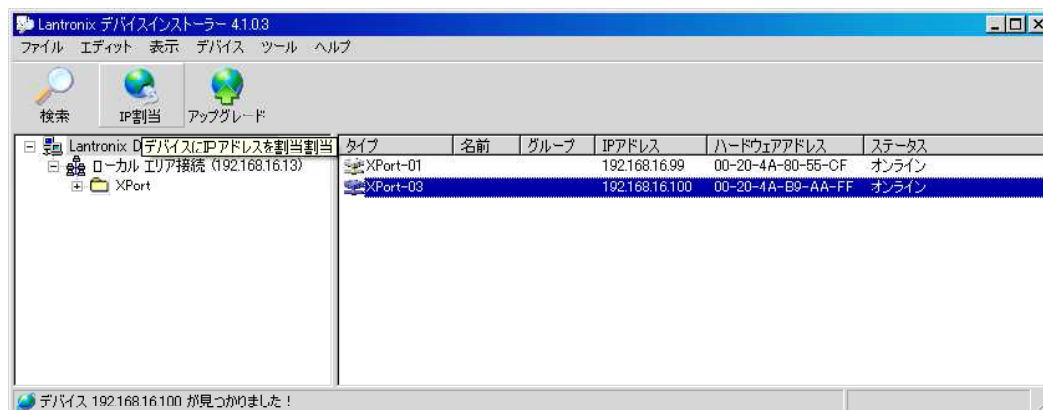 Lantronix デバイスインストーラー 4.1.0.3
ファイル エディット 表示 デバイス ツール ヘルプ
検索 IP割当 アップグレード
Lantronix D デバイスにIPアドレスを割当割当
ローカル エリア接続 (192.168.16.13)
XPort
タイプ 名前 グループ IPアドレス ハードウェアアドレス ステータス
XPort-01 192.168.16.99 00-20-4A-80-55-CF オンライン
XPort-03 192.168.16.100 00-20-4A-B9-AA-FF オンライン
デバイス 192.168.16.100 が見つかりました！